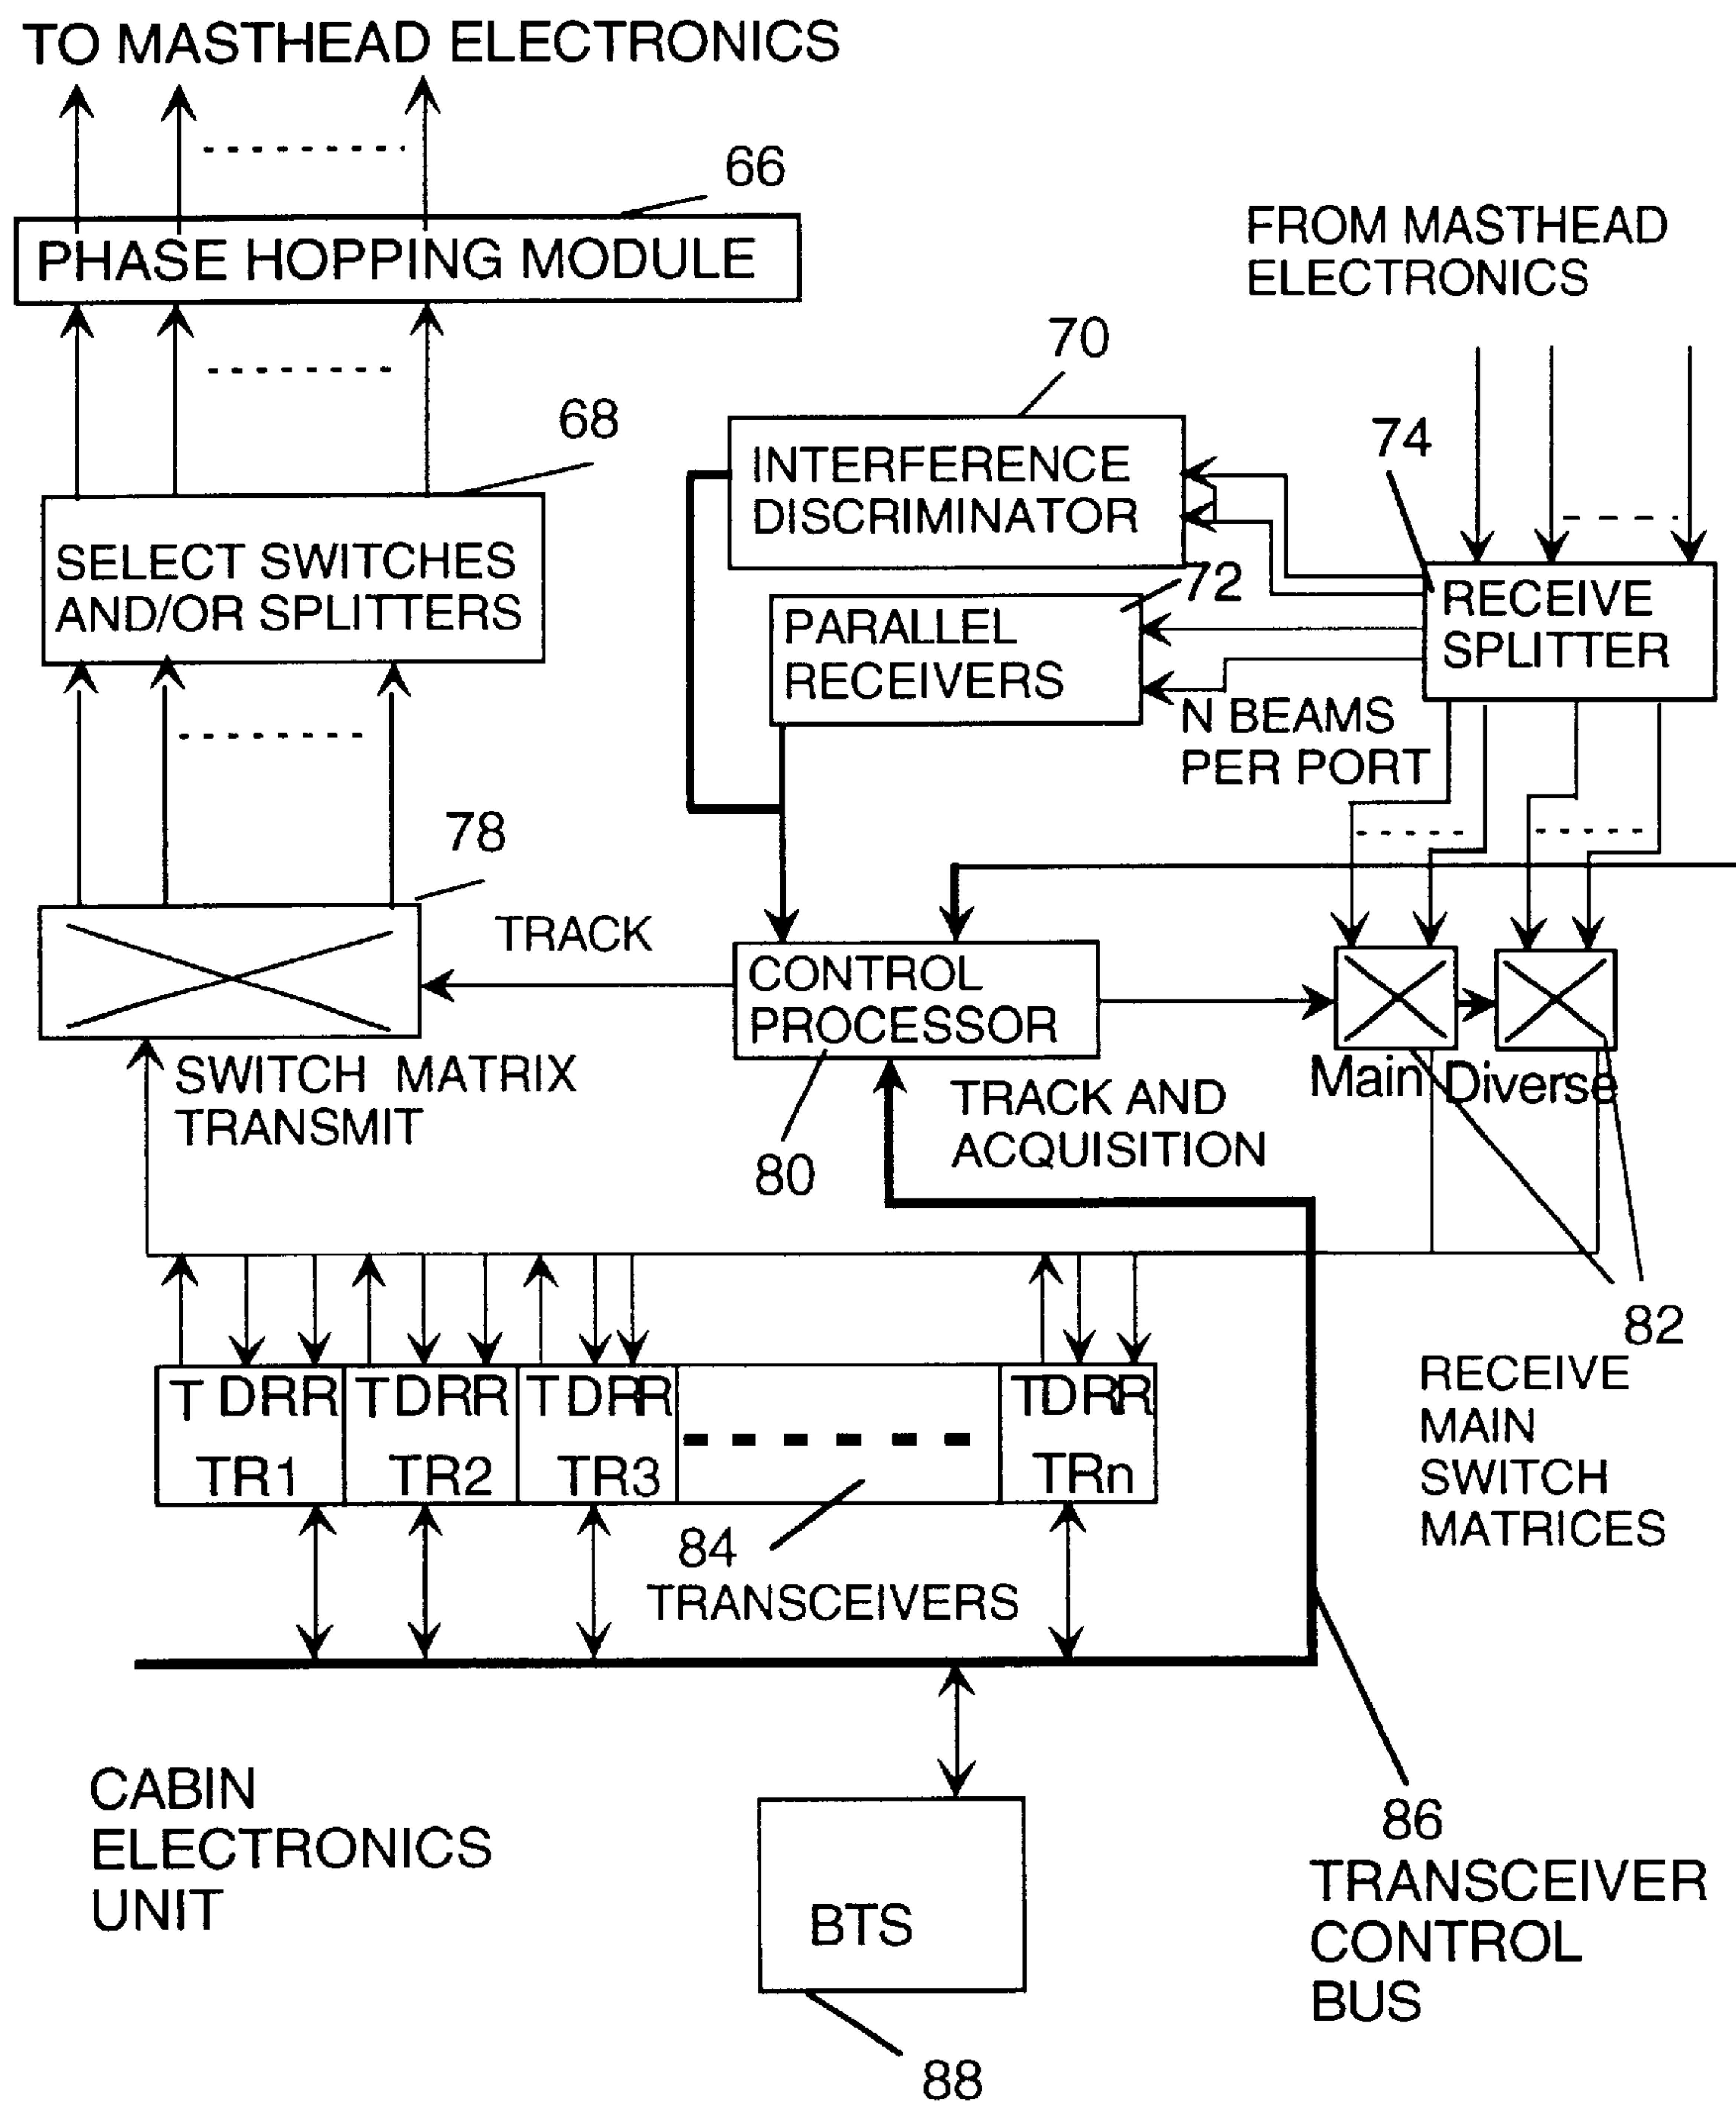 TO MASTHEAD ELECTRONICS
66
PHASE HOPPING MODULE
FROM MASTHEAD
ELECTRONICS
70
68
74
INTERFERENCE
DISCRIMINATOR
SELECT SWITCHES
AND/OR SPLITTERS
72
PARALLEL
RECEIVERS
RECEIVE
SPLITTER
N BEAMS
PER PORT
78
TRACK
CONTROL
PROCESSOR
SWITCH MATRIX
TRANSMIT
Main
Diverse
TRACK AND
ACQUISITION
80
82
RECEIVE
MAIN
SWITCH
MATRICES
T DRR
TR1
T DRR
TR2
T DRR
TR3
TDRR
TRn
84
TRANSCEIVERS
CABIN
ELECTRONICS
UNIT
BTS
86
TRANSCEIVER
CONTROL
BUS
88